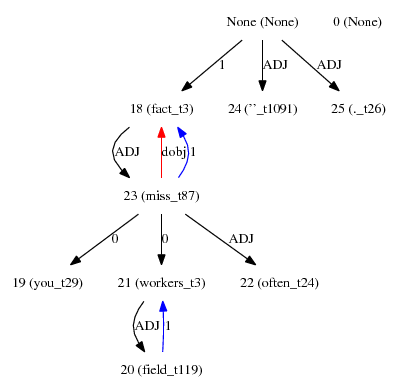 None (None) 0 (None)
1 ADJ ADJ
18 (fact_t3) 24 (''_t1091) 25 (._t26)
ADJ dobj 1
23 (miss_t87)
0 0 ADJ
19 (you_t29) 21 (workers_t3) 22 (often_t24)
ADJ 1
20 (field_t119)